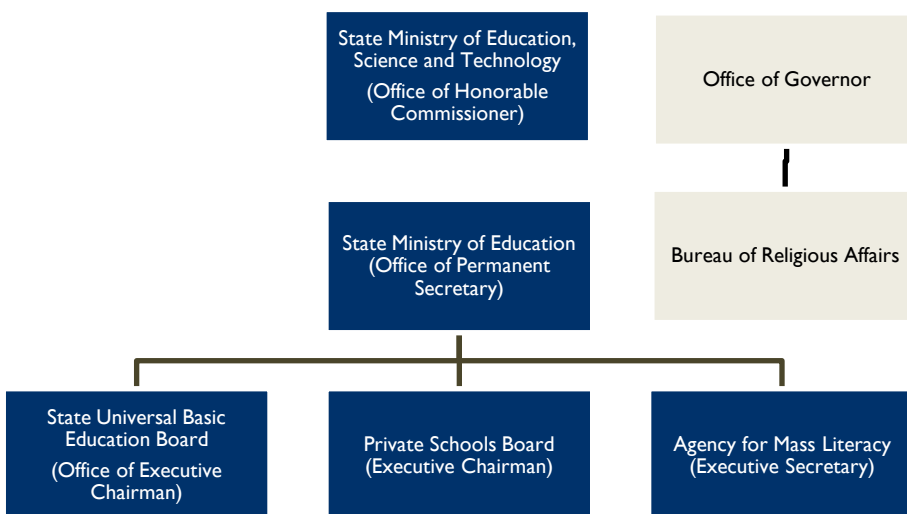 State Ministry of Education,
Science and Technology
(Office of Honorable
Commissioner)
Office of Governor
State Ministry of Education
(Office of Permanent
Secretary)
Bureau of Religious Affairs
State Universal Basic
Education Board
(Office of Executive
Chairman)
Private Schools Board
(Executive Chairman)
Agency for Mass Literacy
(Executive Secretary)